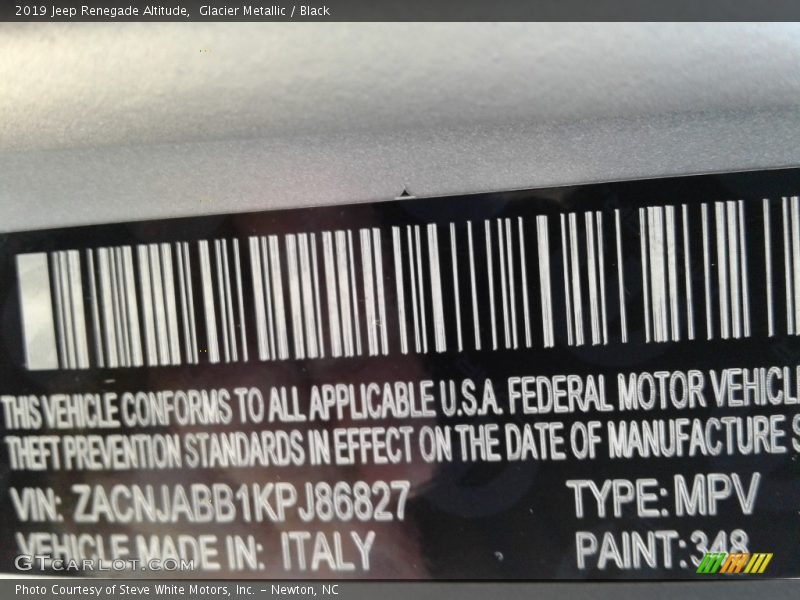 2019 Jeep Renegade Altitude,  Glacier Metallic / Black
THIS VEHICLE CONFORMS TO ALL APPLICABLE U.S.A. FEDERAL MOTOR VEHICLE
THEFT PREVENTION STANDARDS IN EFFECT ON THE DATE OF MANUFACTURE S
VIN: ZACNJABB1KPJ86827 TYPE: MPV
VEHICLE MADE IN: ITALY PAINT: 348
GTcarlot.com
Photo Courtesy of Steve White Motors, Inc. – Newton, NC